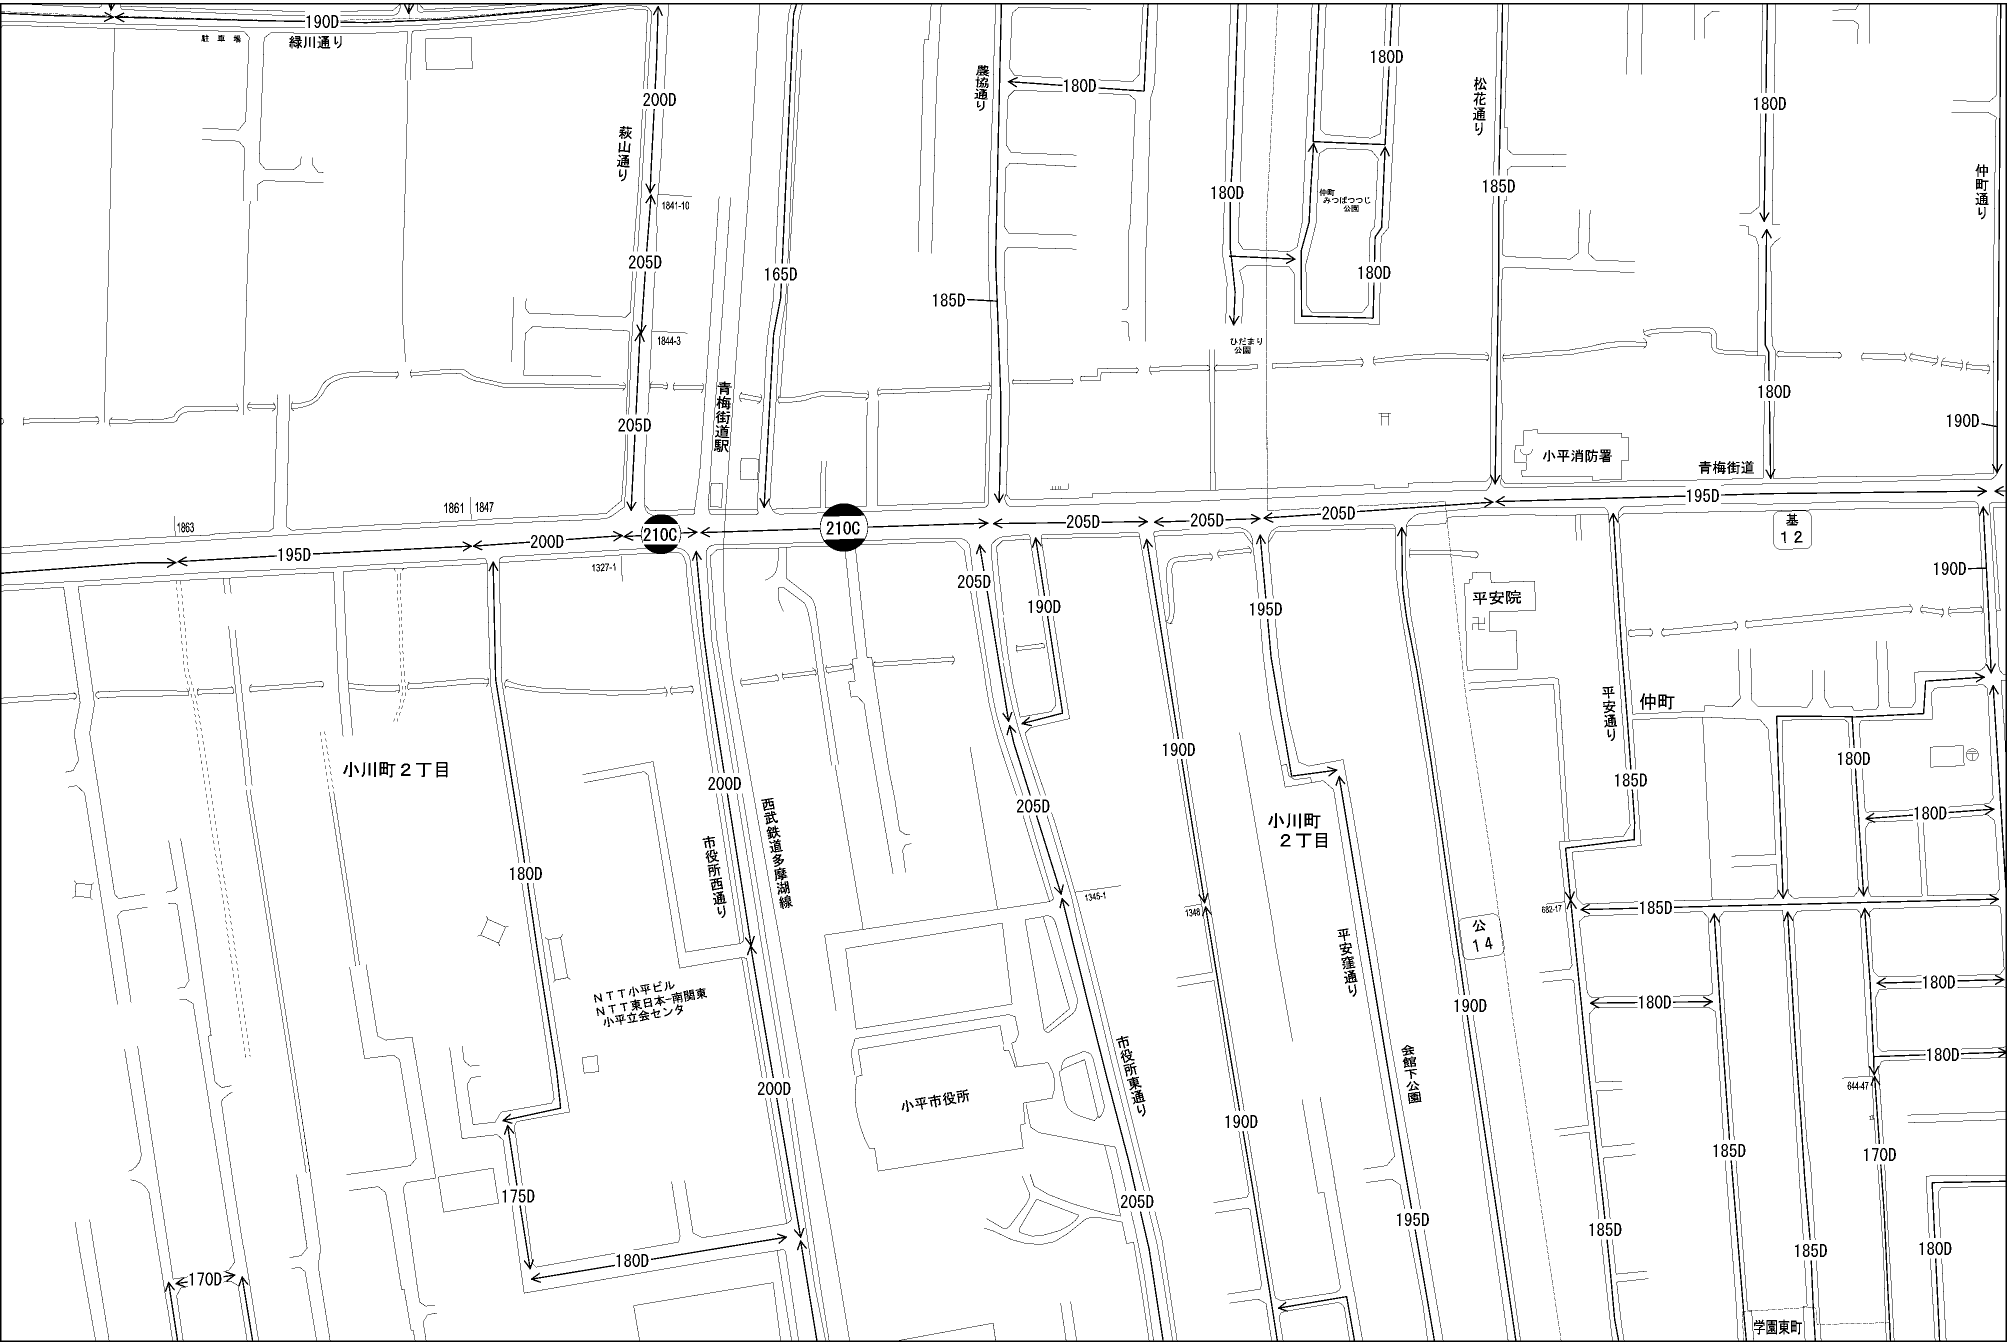 190D
駐車場
緑川通り
200D
萩山通り
1841-10
205D
1844-3
205D
165D
青梅街道駅
農協通り
180D
185D
180D
180D
仲町
みつばつつじ
公園
180D
ひだまり
公園
松花通り
185D
180D
仲町通り
180D
190D
小平消防署
青梅街道
1861
1847
1863
195D
200D
210C
210C
205D
205D
205D
195D
基
12
1327-1
205D
190D
195D
平安院
190D
小川町2丁目
180D
200D
西武鉄道多摩湖線
市役所西通り
205D
190D
小川町
2丁目
平安通り
仲町
185D
180D
180D
NTT小平ビル
NTT東日本-南関東
小平立会センタ
1345-1
1348
平安窪通り
公
14
682-17
185D
180D
180D
180D
644-47
200D
小平市役所
市役所東通り
190D
会館下公園
190D
175D
180D
170D
205D
195D
185D
185D
185D
170D
180D
学園東町